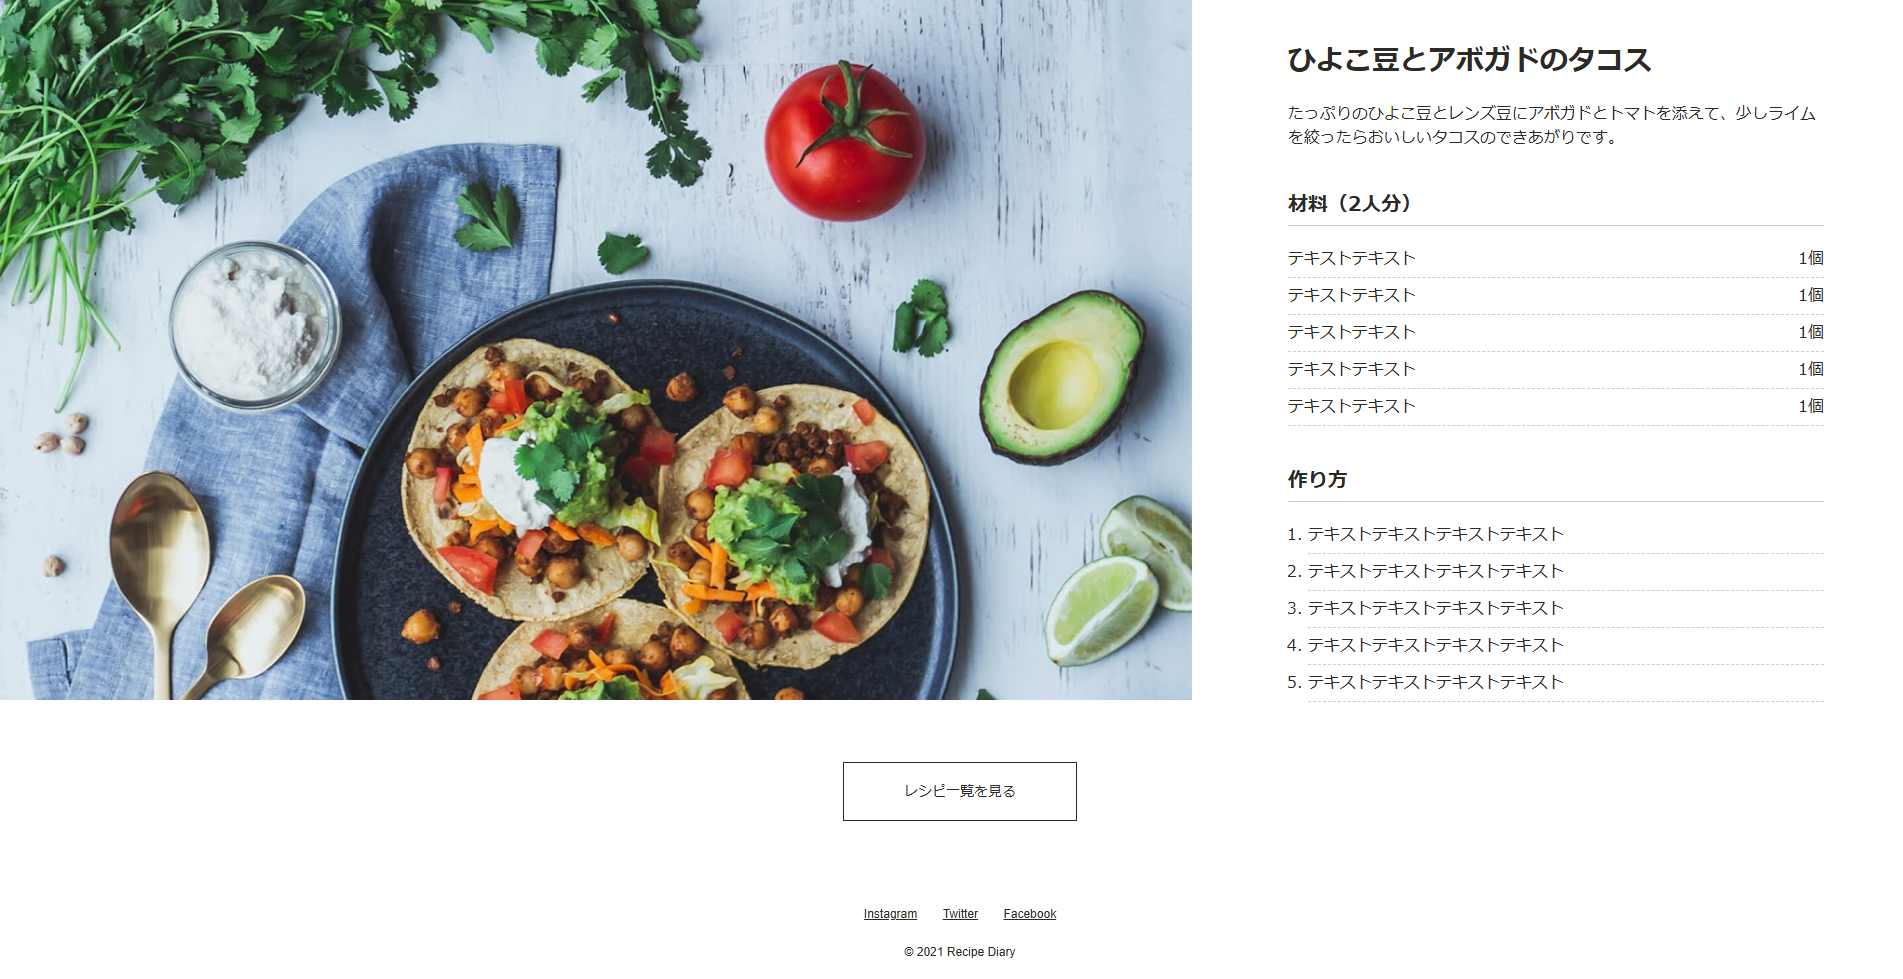 ひよこ豆とアボガドのタコス
たっぷりのひよこ豆とレンズ豆にアボガドとトマトを添えて、少しライム
を絞ったらおいしいタコスのできあがりです。
材料（2人分）
テキストテキスト 1個
テキストテキスト 1個
テキストテキスト 1個
テキストテキスト 1個
テキストテキスト 1個
作り方
1. テキストテキストテキストテキスト
2. テキストテキストテキストテキスト
3. テキストテキストテキストテキスト
4. テキストテキストテキストテキスト
5. テキストテキストテキストテキスト
レシピ一覧を見る
Instagram Twitter Facebook
© 2021 Recipe Diary